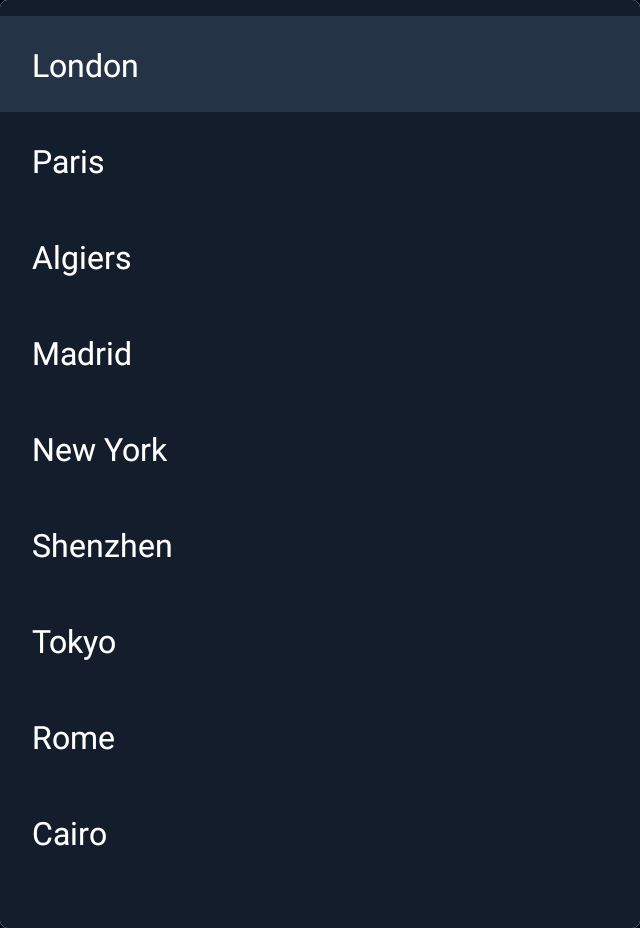 London
Paris
Algiers
Madrid
New York
Shenzhen
Tokyo
Rome
Cairo